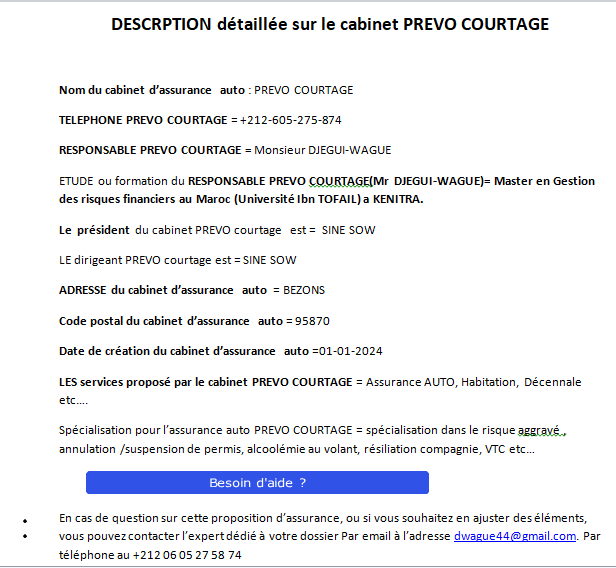 DESCRPTION détaillée sur le cabinet PREVO COURTAGE
Nom du cabinet d’assurance auto : PREVO COURTAGE
TELEPHONE PREVO COURTAGE = +212-605-275-874
RESPONSABLE PREVO COURTAGE = Monsieur DJEGUI-WAGUE
ETUDE ou formation du RESPONSABLE PREVO COURTAGE(Mr DJEGUI-WAGUE)= Master en Gestion
des risques financiers au Maroc (Université Ibn TOFAIL) a KENITRA.
Le président du cabinet PREVO courtage est = SINE SOW
LE dirigeant PREVO courtage est = SINE SOW
ADRESSE du cabinet d’assurance auto = BEZONS
Code postal du cabinet d’assurance auto = 95870
Date de création du cabinet d’assurance auto =01-01-2024
LES services proposé par le cabinet PREVO COURTAGE = Assurance AUTO, Habitation, Décennale
etc….
Spécialisation pour l’assurance auto PREVO COURTAGE = spécialisation dans le risque aggravé ,
annulation /suspension de permis, alcoolémie au volant, résiliation compagnie, VTC etc…
Besoin d'aide ?
• En cas de question sur cette proposition d’assurance, ou si vous souhaitez en ajuster des éléments,
• vous pouvez contacter l’expert dédié à votre dossier Par email à l’adresse dwague44@gmail.com. Par
téléphone au +212 06 05 27 58 74